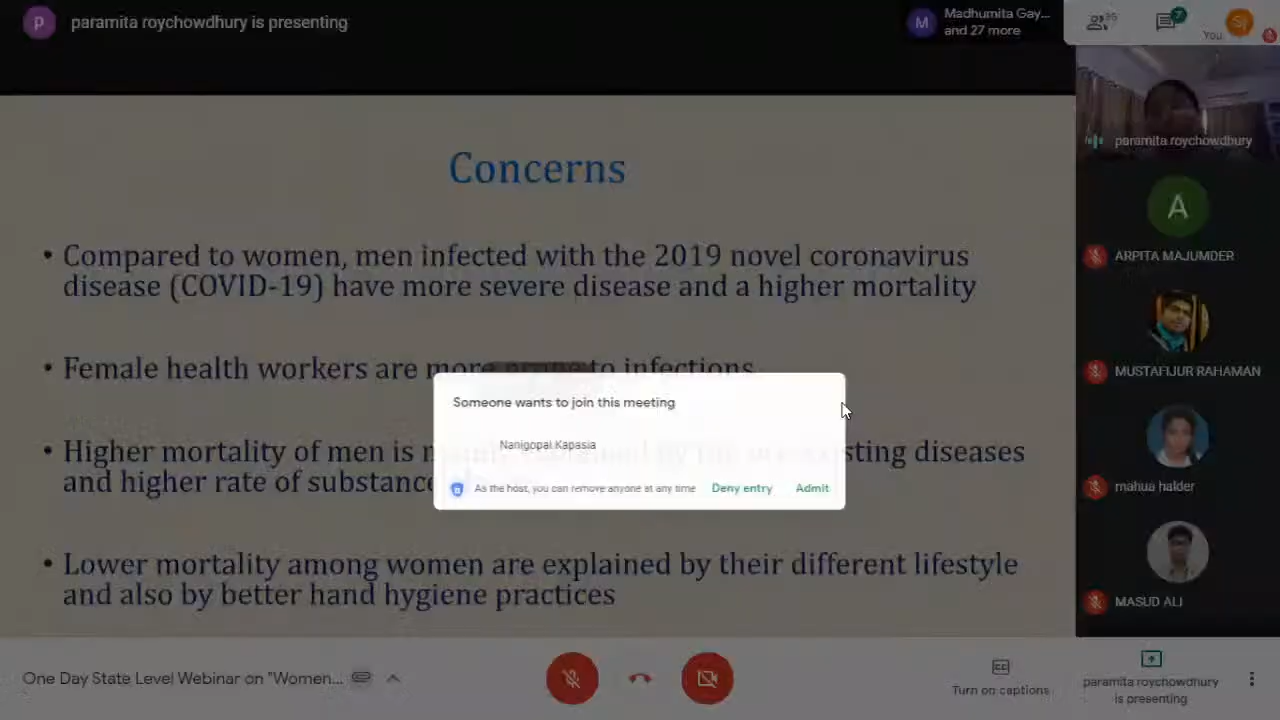 p
paramita roychowdhury is presenting
M
Madhumita Gay...
and 27 more
7
You
Concerns
• Compared to women, men infected with the 2019 novel coronavirus
disease (COVID-19) have more severe disease and a higher mortality
• Female health workers are more prone to infections.
• Higher mortality of men is existing diseases
and higher rate of substance
• Lower mortality among women are explained by their different lifestyle
and also by better hand hygiene practices
Someone wants to join this meeting
Nanigopal Kapasia
As the host, you can remove anyone at any time
Deny entry
Admit
paramita roychowdhury
A
ARPITA MAJUMDER
MUSTAFIJUR RAHAMAN
mahua halder
MASUD ALI
One Day State Level Webinar on "Women...
Turn on captions
paramita roychowdhury
is presenting